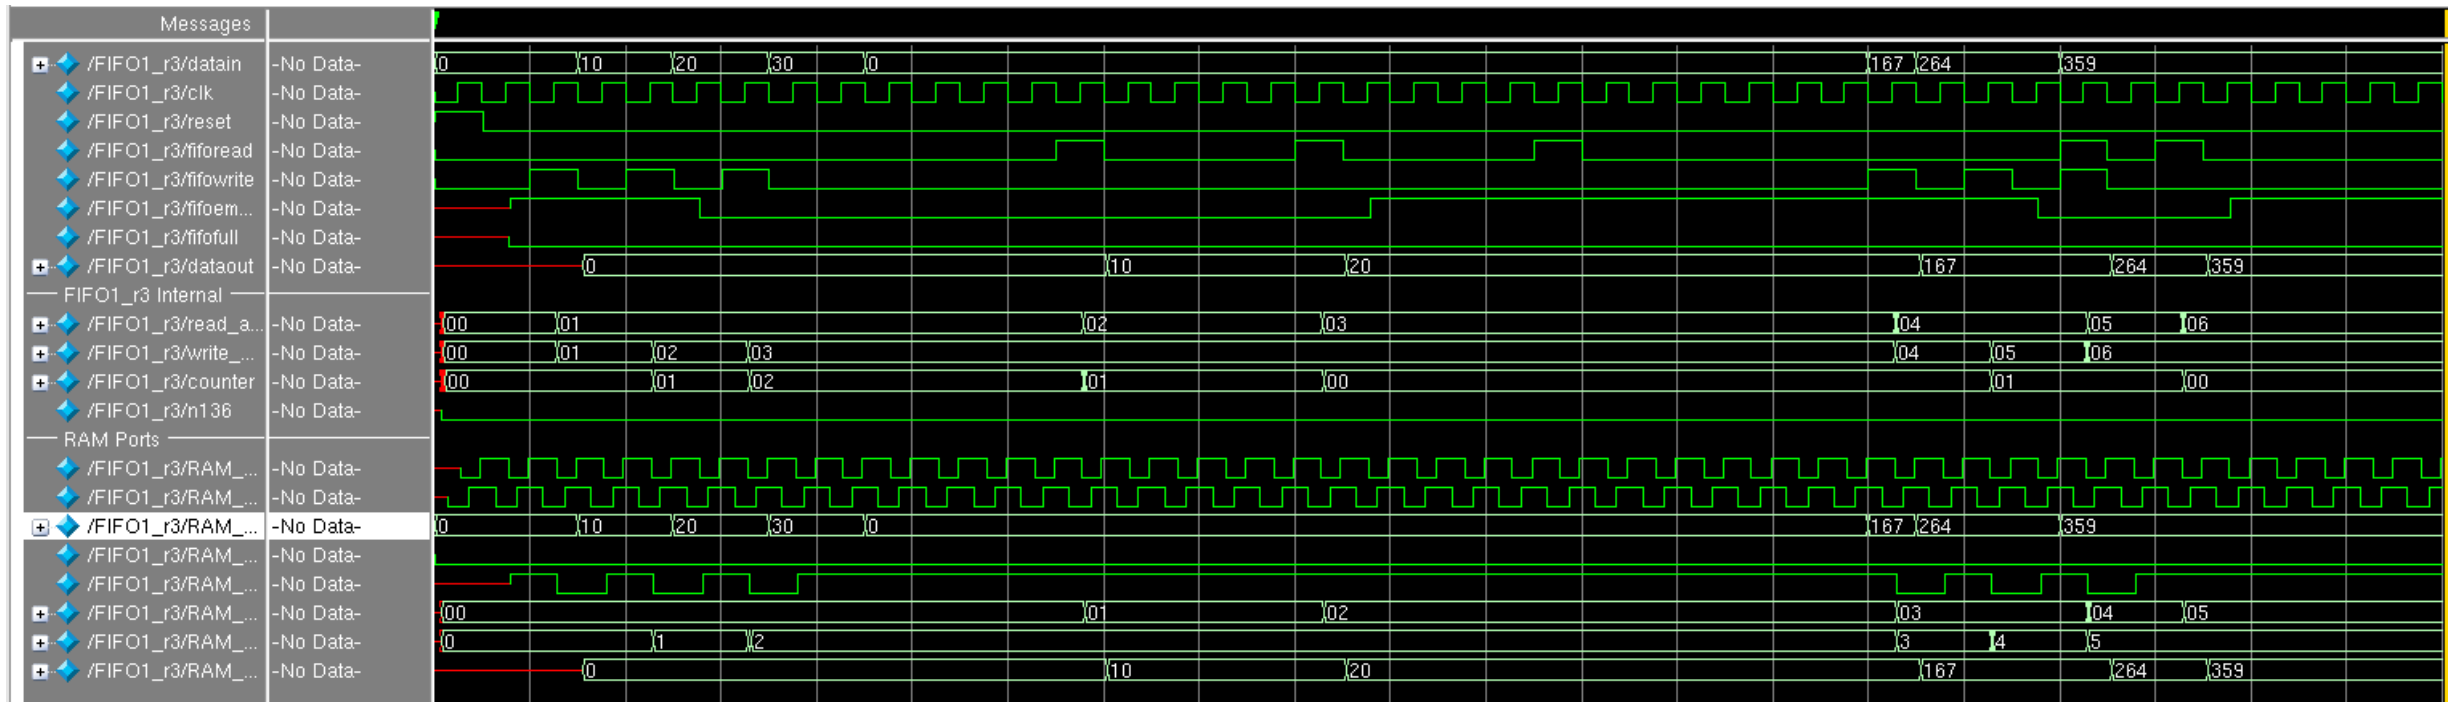 Messages
/FIFO1_r3/datain -No Data- 0 10 20 30 0 167 264 359
/FIFO1_r3/clk -No Data-
/FIFO1_r3/reset -No Data-
/FIFO1_r3/fiforead -No Data-
/FIFO1_r3/fifowrite -No Data-
/FIFO1_r3/fifoem... -No Data-
/FIFO1_r3/fifofull -No Data-
/FIFO1_r3/dataout -No Data- 0 10 20 167 264 359
FIFO1_r3 Internal
/FIFO1_r3/read_a... -No Data- 00 01 02 03 04 05 06
/FIFO1_r3/write_... -No Data- 00 01 02 03 04 05 06
/FIFO1_r3/counter -No Data- 00 01 02 01 00 01 00
/FIFO1_r3/n136 -No Data-
RAM Ports
/FIFO1_r3/RAM_... -No Data-
/FIFO1_r3/RAM_... -No Data-
/FIFO1_r3/RAM_... -No Data- 0 10 20 30 0 167 264 359
/FIFO1_r3/RAM_... -No Data-
/FIFO1_r3/RAM_... -No Data-
/FIFO1_r3/RAM_... -No Data- 00 01 02 03 04 05
/FIFO1_r3/RAM_... -No Data- 0 1 2 3 4 5
/FIFO1_r3/RAM_... -No Data- 0 10 20 167 264 359